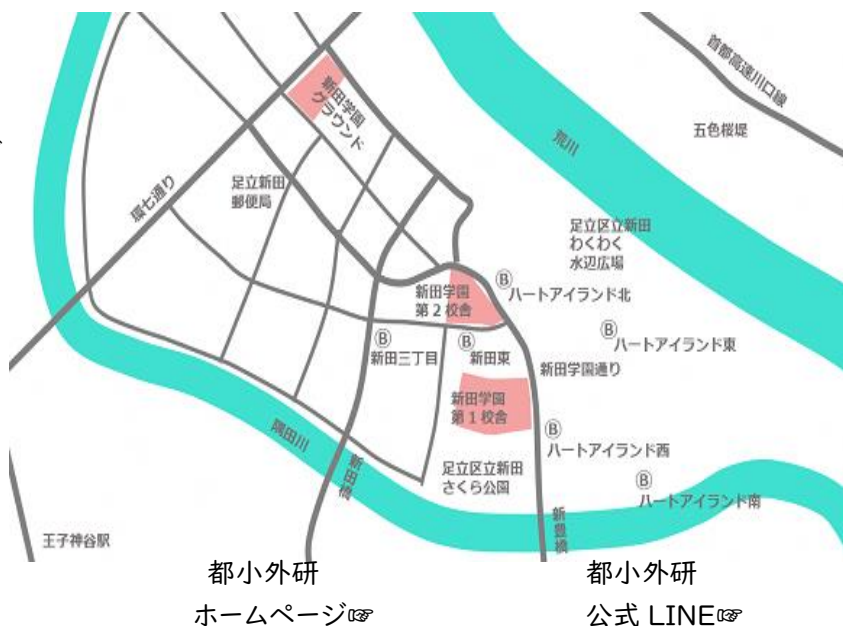 首都高速川口線
五色桜堤
荒川
新田学園
グラウンド
環七通り
足立新田
郵便局
足立区立新田
わくわく
水辺広場
新田学園
第2校舎
Ⓑ
ハートアイランド北
Ⓑ
ハートアイランド東
Ⓑ
新田三丁目
Ⓑ
新田東
新田学園通り
新田学園
第1校舎
Ⓑ
ハートアイランド西
隅田川
新田橋
足立区立新田
さくら公園
Ⓑ
ハートアイランド南
新豊橋
王子神谷駅
都小外研
ホームページ☞
都小外研
公式 LINE☞